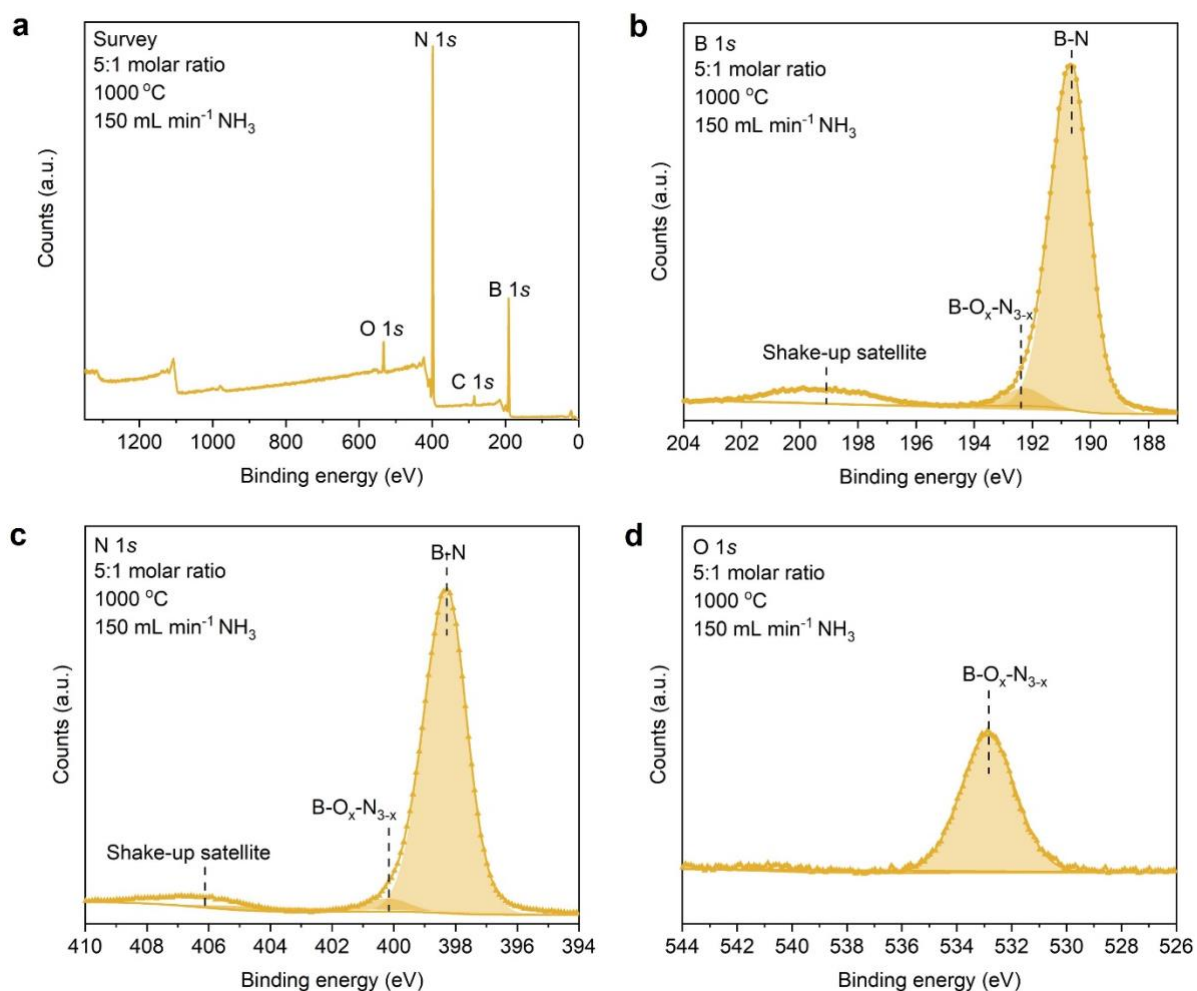 a
Survey
5:1 molar ratio
1000 °C
150 mL min⁻¹ NH₃
N 1s
O 1s
C 1s
B 1s
Counts (a.u.)
1200 1000 800 600 400 200 0
Binding energy (eV)
b
B 1s
5:1 molar ratio
1000 °C
150 mL min⁻¹ NH₃
B-N
B-Oₓ-N₃₋ₓ
Shake-up satellite
Counts (a.u.)
204 202 200 198 196 194 192 190 188
Binding energy (eV)
c
N 1s
5:1 molar ratio
1000 °C
150 mL min⁻¹ NH₃
B-N
B-Oₓ-N₃₋ₓ
Shake-up satellite
Counts (a.u.)
410 408 406 404 402 400 398 396 394
Binding energy (eV)
d
O 1s
5:1 molar ratio
1000 °C
150 mL min⁻¹ NH₃
B-Oₓ-N₃₋ₓ
Counts (a.u.)
544 542 540 538 536 534 532 530 528 526
Binding energy (eV)